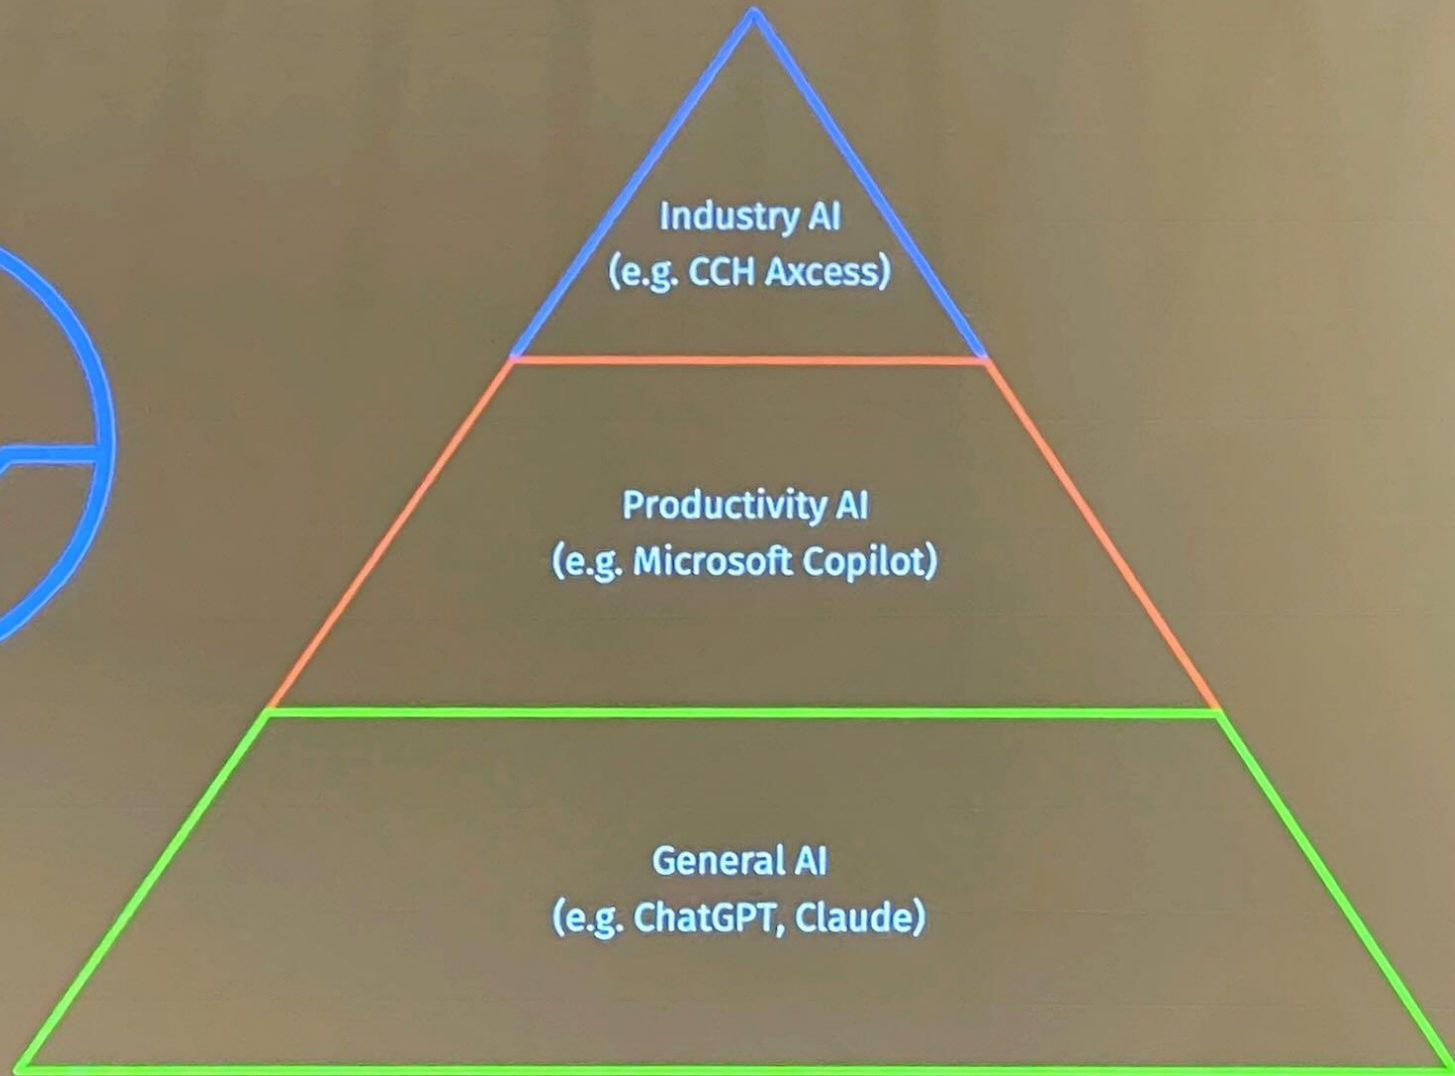 Industry AI
(e.g. CCH Axcess)
Productivity AI
(e.g. Microsoft Copilot)
General AI
(e.g. ChatGPT, Claude)